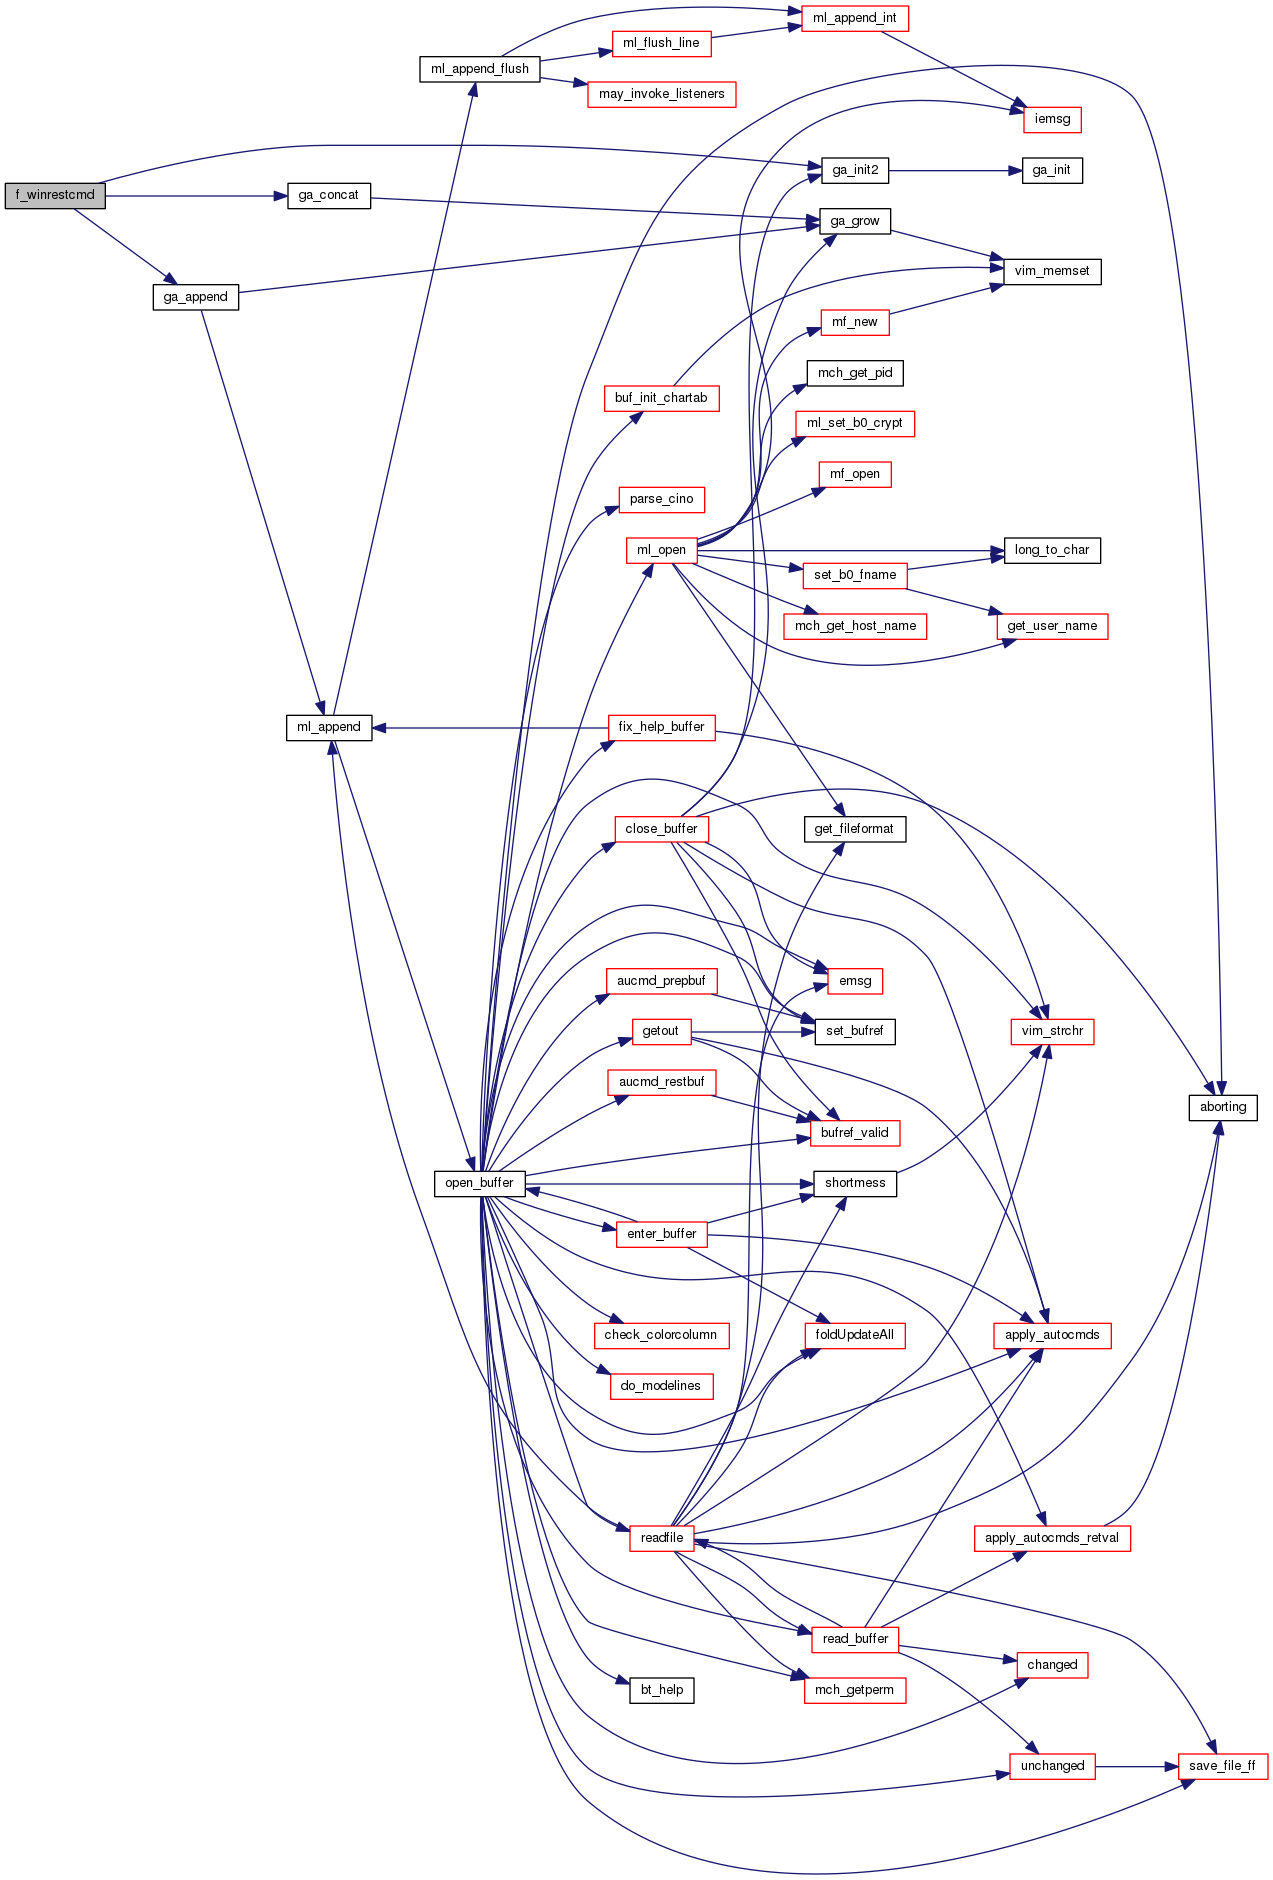 ml_append_int
ml_flush_line
ml_append_flush
may_invoke_listeners
iemsg
ga_init2
ga_init
f_winrestcmd
ga_concat
ga_grow
vim_memset
ga_append
mf_new
mch_get_pid
buf_init_chartab
ml_set_b0_crypt
mf_open
parse_cino
ml_open
long_to_char
set_b0_fname
mch_get_host_name
get_user_name
ml_append
fix_help_buffer
close_buffer
get_fileformat
aucmd_prepbuf
emsg
getout
set_bufref
vim_strchr
aucmd_restbuf
aborting
bufref_valid
open_buffer
shortmess
enter_buffer
check_colorcolumn
foldUpdateAll
apply_autocmds
do_modelines
readfile
apply_autocmds_retval
read_buffer
changed
bt_help
mch_getperm
unchanged
save_file_ff